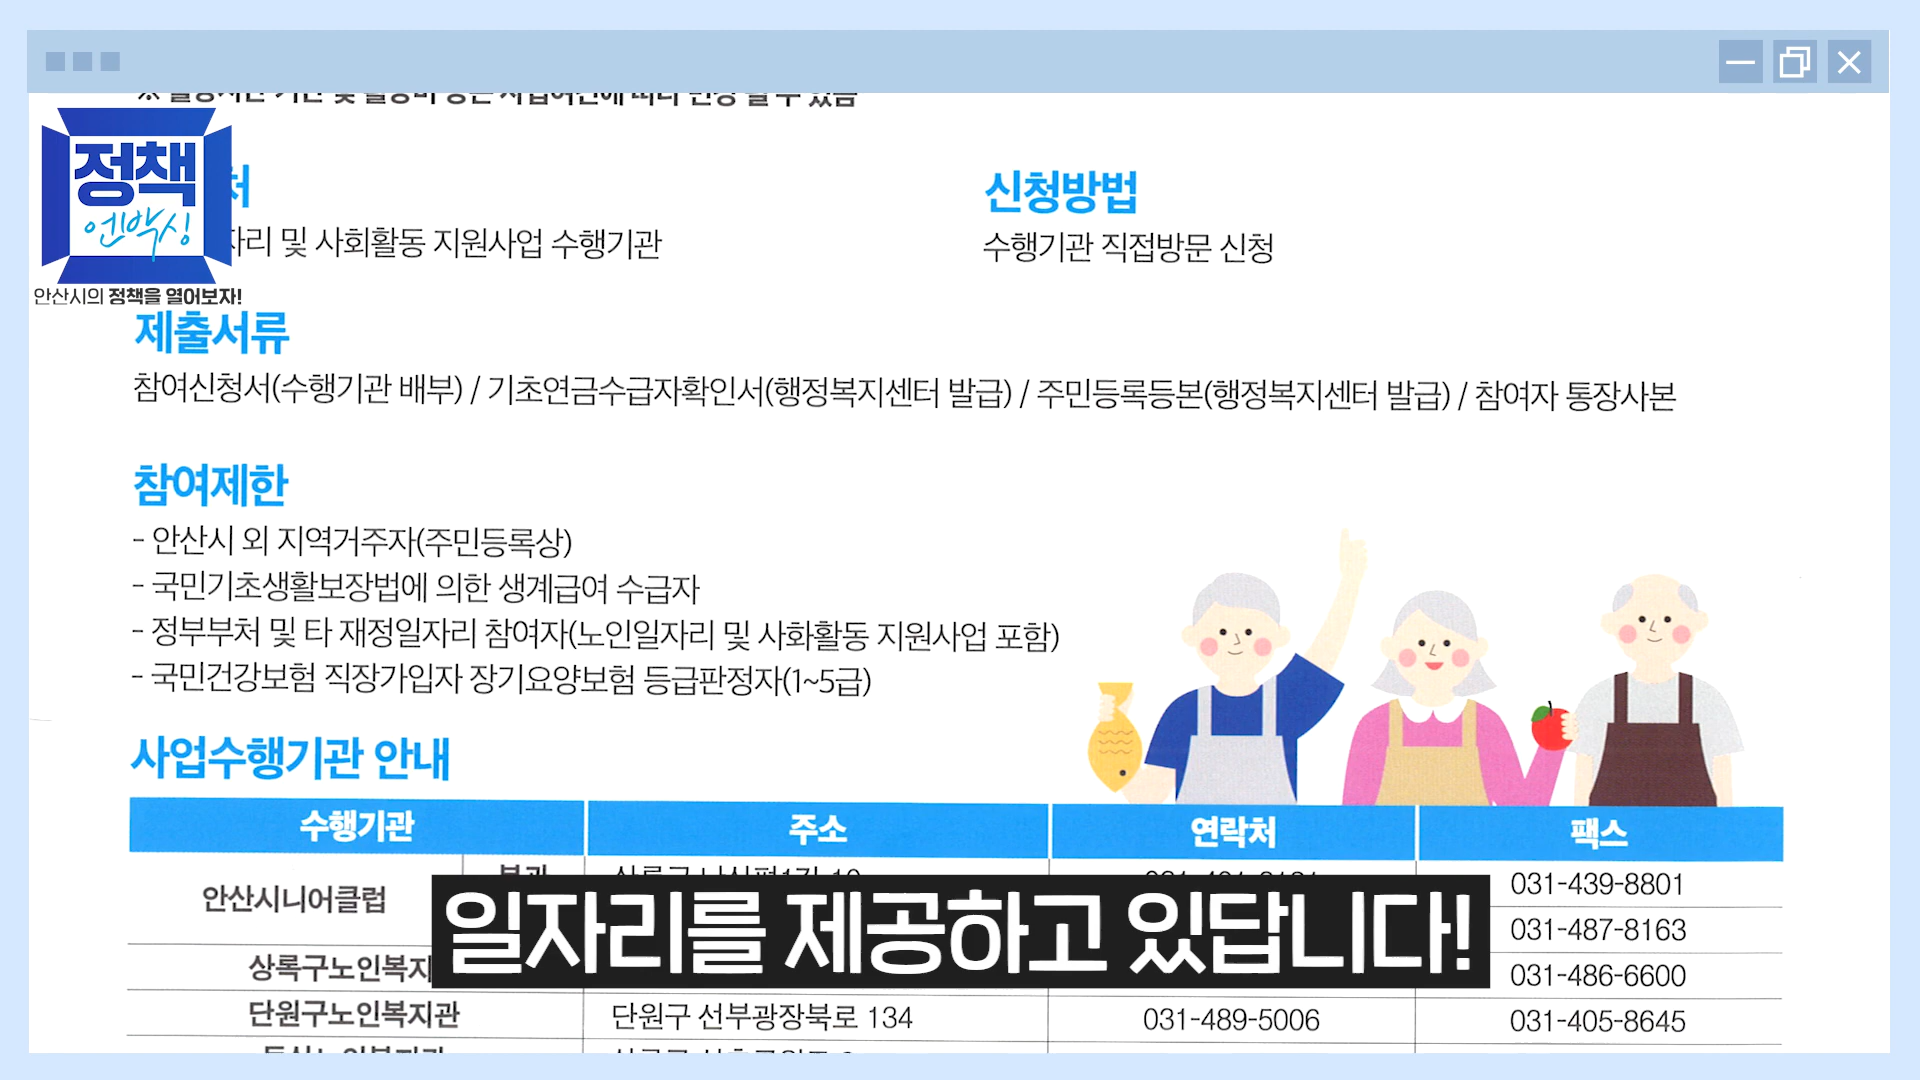 정책
언박싱
안산시의 정책을 열어보자!
처
자리 및 사회활동 지원사업 수행기관
신청방법
수행기관 직접방문 신청
제출서류
참여신청서(수행기관 배부) / 기초연금수급자확인서(행정복지센터 발급) / 주민등록등본(행정복지센터 발급) / 참여자 통장사본
참여제한
- 안산시 외 지역거주자(주민등록상)
- 국민기초생활보장법에 의한 생계급여 수급자
- 정부부처 및 타 재정일자리 참여자(노인일자리 및 사화활동 지원사업 포함)
- 국민건강보험 직장가입자 장기요양보험 등급판정자(1~5급)
사업수행기관 안내
수행기관 주소 연락처 팩스
안산시니어클럽 031-439-8801
031-487-8163
상록구노인복지 031-486-6600
단원구노인복지관 단원구 선부광장북로 134 031-489-5006 031-405-8645
일자리를 제공하고 있답니다!